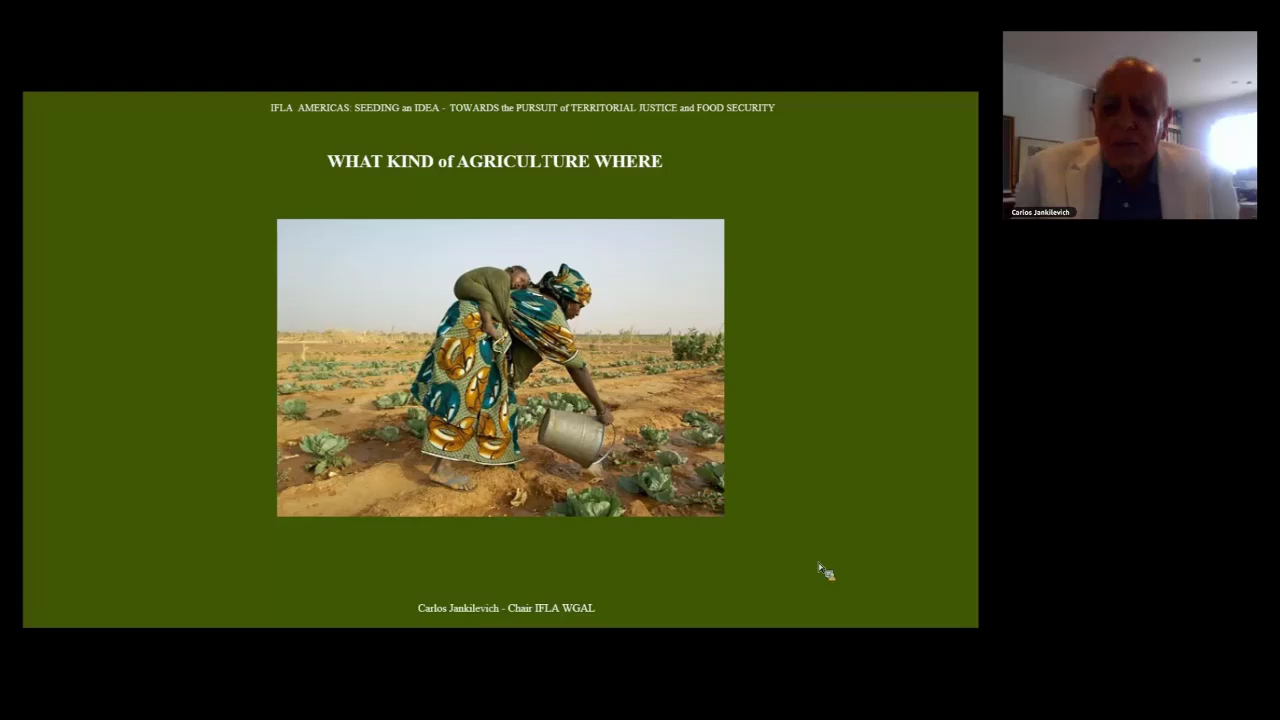 IFLA AMERICAS: SEEDING an IDEA - TOWARDS the PURSUIT of TERRITORIAL JUSTICE and FOOD SECURITY
WHAT KIND of AGRICULTURE WHERE
Carlos Jankilevich - Chair IFLA WGAL
Carlos Jankilevich